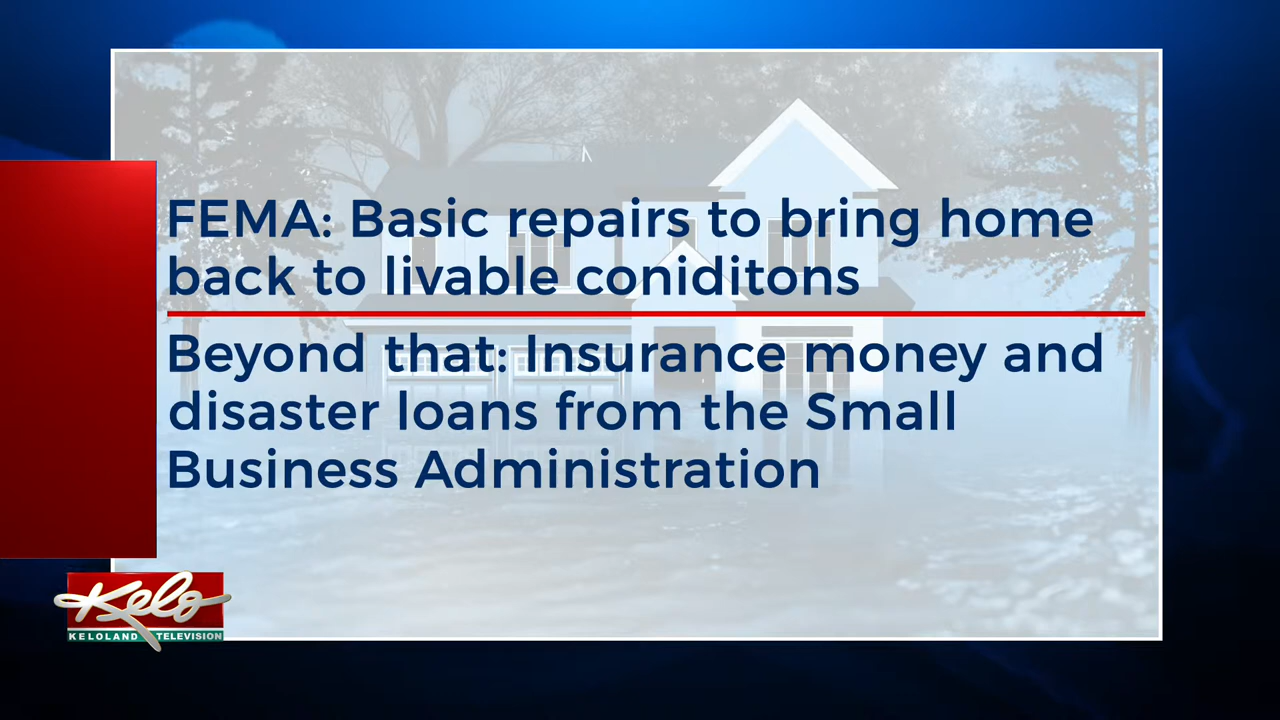 FEMA: Basic repairs to bring home
back to livable coniditons
Beyond that: Insurance money and
disaster loans from the Small
Business Administration
Kelo
KELOLAND TELEVISION